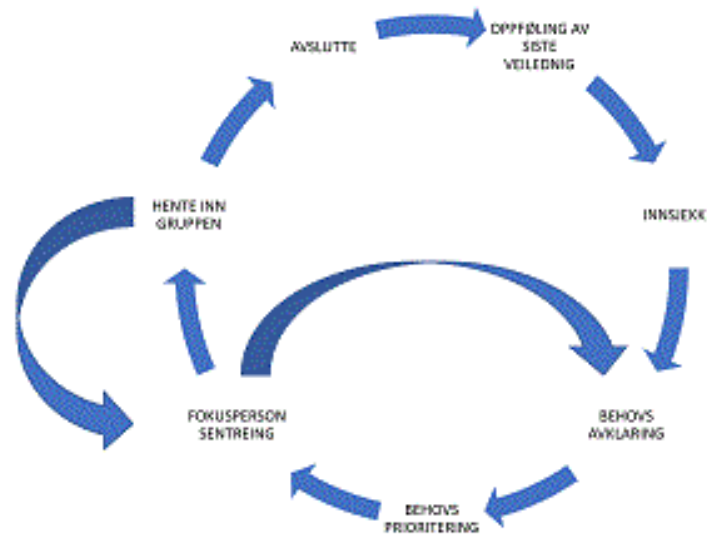 AVSLUTTE
OPPFØLING AV
SISTE
VEILEDNIG
INNSJEKK
BEHOVS
AVKLARING
BEHOVS
PRIORITERING
FOKUSPERSON
SENTREING
HENTE INN
GRUPPEN